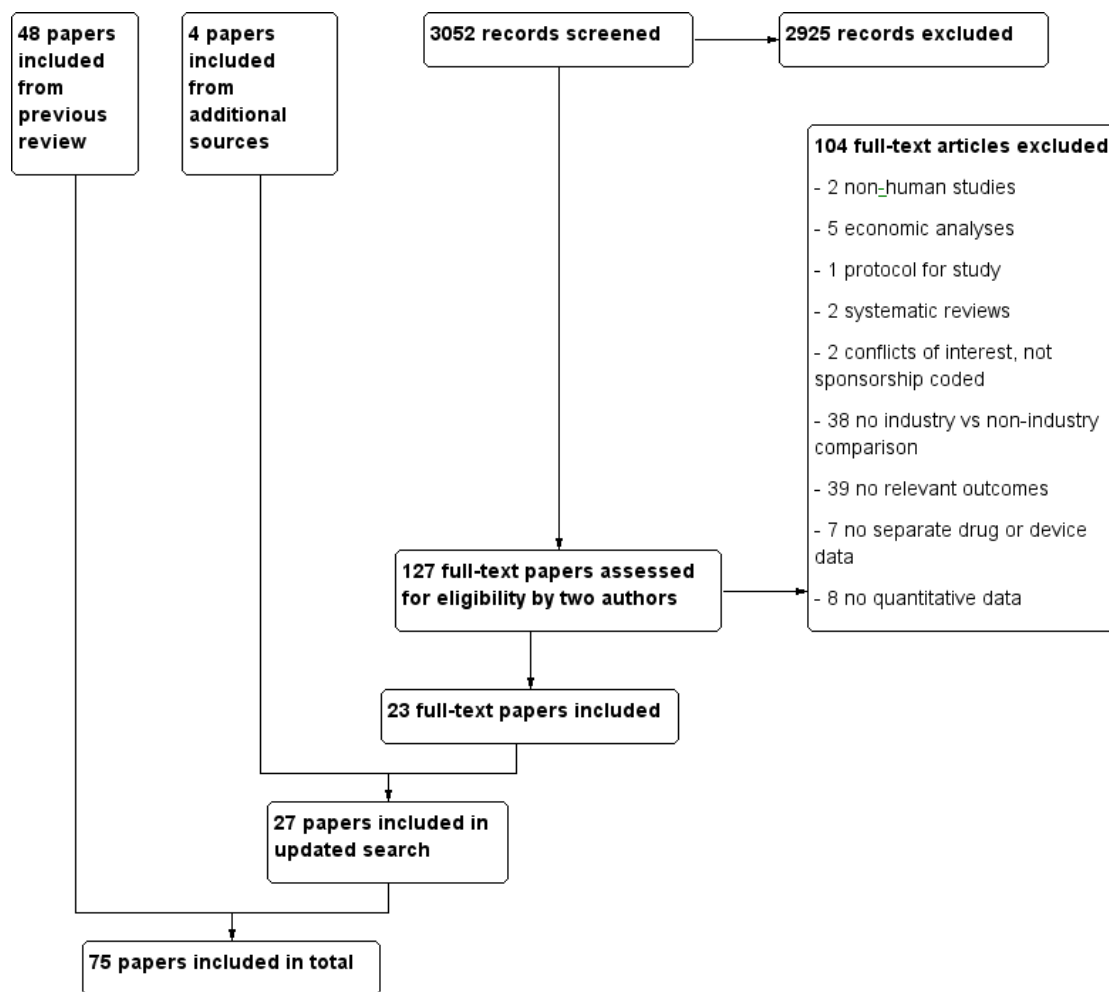 48 papers
included
from
previous
review
4 papers
included
from
additional
sources
3052 records screened
2925 records excluded
104 full-text articles excluded
- 2 non-human studies
- 5 economic analyses
- 1 protocol for study
- 2 systematic reviews
- 2 conflicts of interest, not
sponsorship coded
- 38 no industry vs non-industry
comparison
- 39 no relevant outcomes
- 7 no separate drug or device
data
- 8 no quantitative data
127 full-text papers assessed
for eligibility by two authors
23 full-text papers included
27 papers included in
updated search
75 papers included in total